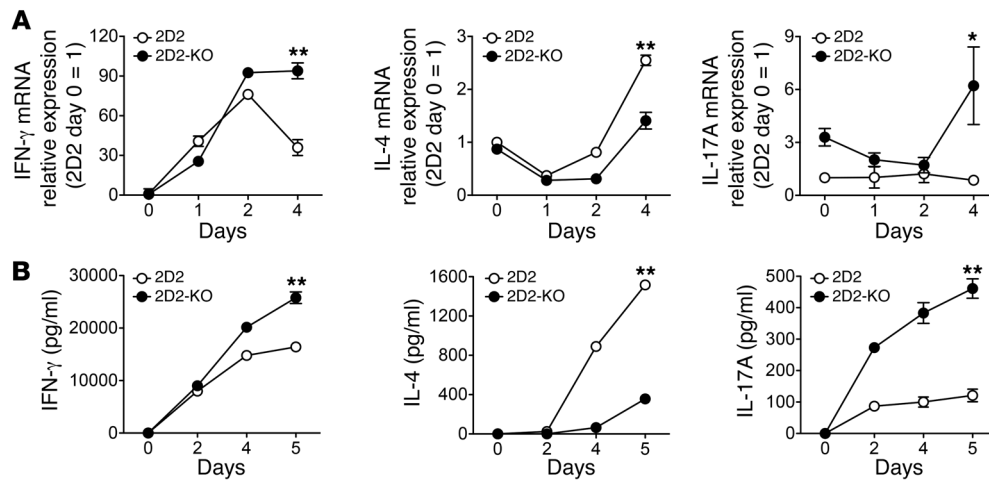 A
IFN-γ mRNA
relative expression
(2D2 day 0 = 1)
120
90
60
30
0
2D2
2D2-KO
**
0 1 2 4
Days
IL-4 mRNA
relative expression
(2D2 day 0 = 1)
3
2
1
0
2D2
2D2-KO
**
0 1 2 4
Days
IL-17A mRNA
relative expression
(2D2 day 0 = 1)
9
6
3
0
2D2
2D2-KO
*
0 1 2 4
Days
B
IFN-γ (pg/ml)
30000
20000
10000
0
2D2
2D2-KO
**
0 2 4 5
Days
IL-4 (pg/ml)
1600
1200
800
400
0
2D2
2D2-KO
**
0 2 4 5
Days
IL-17A (pg/ml)
500
400
300
200
100
0
2D2
2D2-KO
**
0 2 4 5
Days